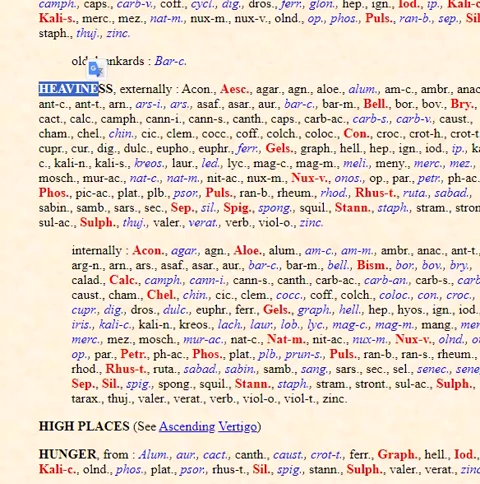 caps., carb-v., coff., cycl., dig., dros., ferr., glon., hep., ign., Iod., ip., Kali-c
Kali-s., merc., mez., nat-m., nux-m., nux-v., olnd., op., phos., Puls., ran-b., sep., Sil
staph., thuj., zinc.
old kards : Bar-c.
HEAVINESS, externally : Acon., Aesc., agar., agn., aloe., alum., am-c., amb., anac
ant-c., ant-t., arn., ars-i., ars., asaf., asar., aur., bar-c., bar-m., Bell., bor., bov., Bry.,
cact., calc., camph., cann-i., cann-s., canth., caps., carb-ac., carb-s., carb-v., caust.,
cham., chel., chin., cic., clem., cocc., coff., colch., coloc., Con., croc., crot-h., crot-t
cupr., cur., dig., dulc., eupho., euphr., ferr., Gels., graph., hell., hep., ign., iod., ip., ka
c., kali-n., kali-s., kreos., laur., led., lyc., mag-c., mag-m., meli., meny., merc., mez.,
mosch., mur-ac., nat-c., nat-m., nit-ac., nux-m., Nux-v., onos., op., par., petr., ph-ac.
Phos., pic-ac., plat., plb., psor., Puls., ran-b., rheum., rhod., Rhus-t., ruta., sabad.,
sabin., samb., sars., sec., Sep., sil., Spig., spong., squil., Stann., staph., stram., stron
sul-ac., Sulph., thuj., valer., verat., verb., viol-o., zinc.
internally : Acon., agar., agn., Aloe., alum., am-c., am-m., ambr., anac., ant-t.,
arg-n., arn., ars., asaf., asar., aur., bar-c., bar-m., bell., Bism., bor., bov., bry.,
calad., Calc., camph., cann-i., cann-s., canth., carb-ac., carb-an., carb-s., carb
caust., cham., Chel., chin., cic., clem., cocc., coff., colch., coloc., con., croc.,
cupr., dig., dros., dulc., euphr., ferr., Gels., graph., hell., hep., hyos., ign., iod.,
iris., kali-c., kali-n., kreos., lach., laur., lob., lyc., mag-c., mag-m., mang., mer
merc., mez., mosch., mur-ac., nat-c., Nat-m., nit-ac., nux-m., Nux-v., olnd., o
op., par., Petr., ph-ac., Phos., plat., plb., prun-s., Puls., ran-b., ran-s., rheum.,
rhod., Rhus-t., ruta., sabad., sabin., samb., sang., sars., sec., sel., senec., sene
Sep., Sil., spig., spong., squil., Stann., staph., stram., stront., sul-ac., Sulph.,
tarax., thuj., valer., verat., verb., viol-o., viol-t., zinc.
HIGH PLACES (See Ascending Vertigo)
HUNGER, from : Alum., aur., cact., canth., caust., crot-t., ferr., Graph., hell., Iod.,
Kali-c., olnd., phos., plat., psor., rhus-t., Sil., spig., stann., Sulph., valer., verat., zinc